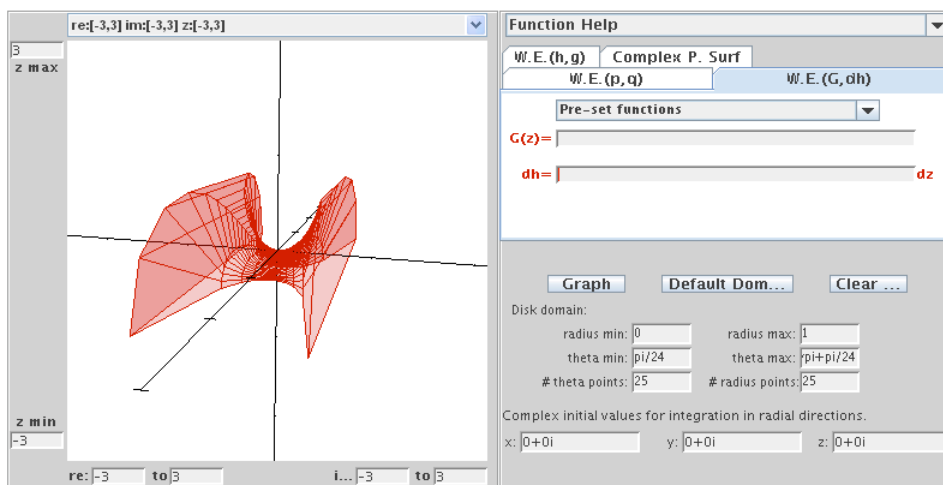 re:[-3,3] im:[-3,3] z:[-3,3]
3
z max
z min
-3
re: -3 to 3 i... -3 to 3
Function Help
W.E.(h,g) Complex P. Surf
W.E.(p,q) W.E.(G,dh)
Pre-set functions
G(z)=
dh= dz
Graph Default Dom... Clear ...
Disk domain:
radius min: 0 radius max: 1
theta min: pi/24 theta max: pi+pi/24
# theta points: 25 # radius points: 25
Complex initial values for integration in radial directions.
x: 0+0i y: 0+0i z: 0+0i